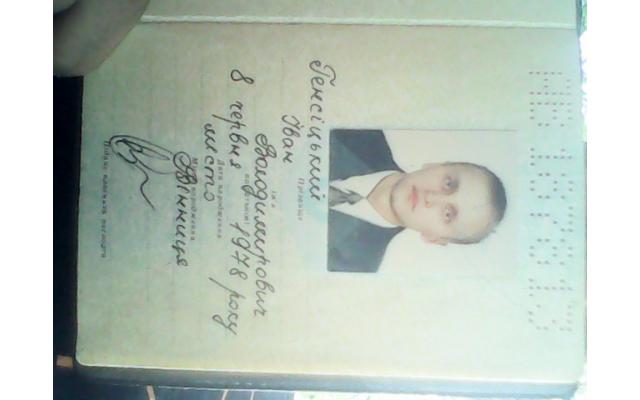 Генсіцький
Прізвище
Іван
Ім'я
Володимирович
По батькові
8 червня 1978 року
Дата народження
місто Вінниця
Місце народження
Підпис власника паспорта